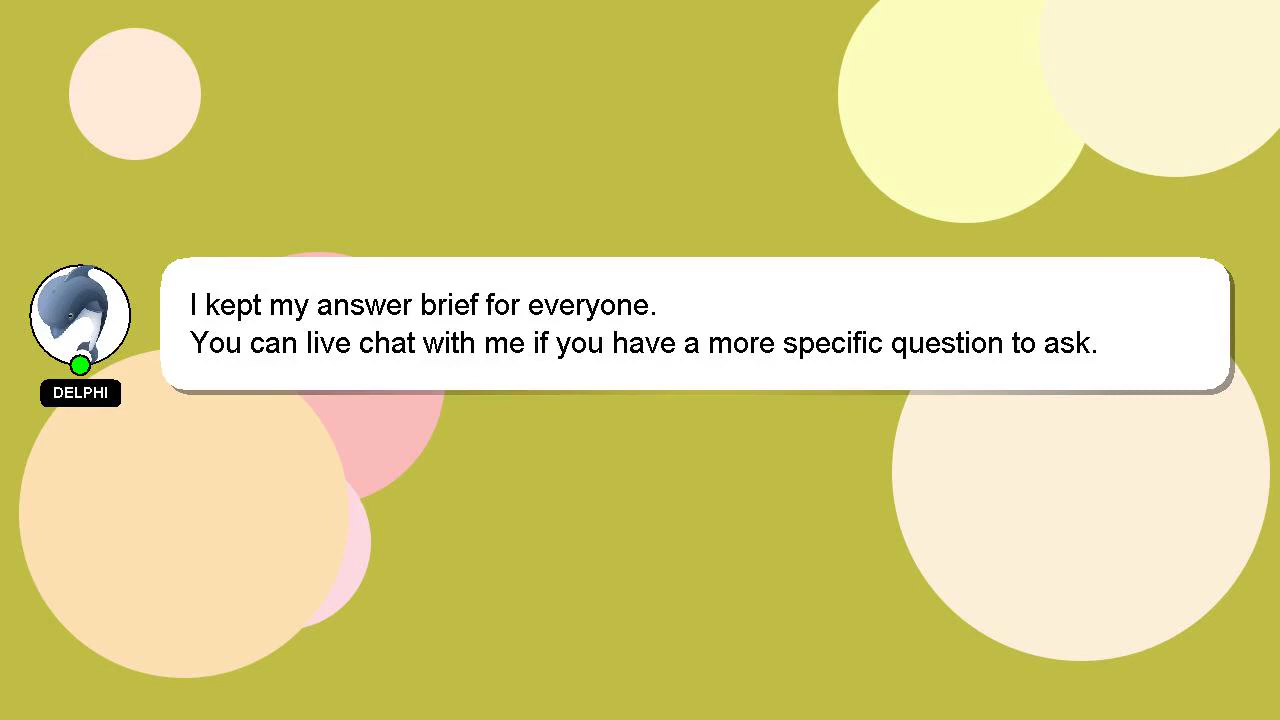 I kept my answer brief for everyone.
You can live chat with me if you have a more specific question to ask.
DELPHI